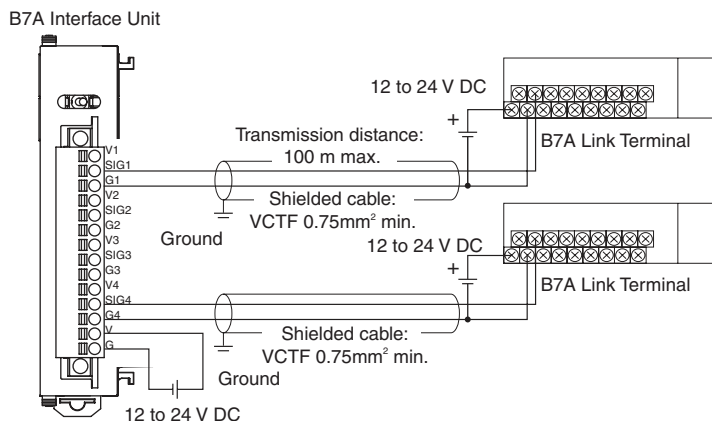 B7A Interface Unit
12 to 24 V DC
+
B7A Link Terminal
Transmission distance:
100 m max.
Shielded cable:
VCTF 0.75mm² min.
Ground
V1
SIG1
G1
V2
SIG2
G2
V3
SIG3
G3
V4
SIG4
G4
V
G
12 to 24 V DC
+
B7A Link Terminal
Shielded cable:
VCTF 0.75mm² min.
Ground
12 to 24 V DC